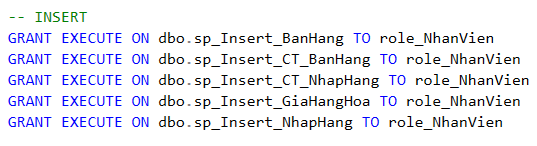 -- INSERT
GRANT EXECUTE ON dbo.sp_Insert_BanHang TO role_NhanVien
GRANT EXECUTE ON dbo.sp_Insert_CT_BanHang TO role_NhanVien
GRANT EXECUTE ON dbo.sp_Insert_CT_NhapHang TO role_NhanVien
GRANT EXECUTE ON dbo.sp_Insert_GiaHangHoa TO role_NhanVien
GRANT EXECUTE ON dbo.sp_Insert_NhapHang TO role_NhanVien